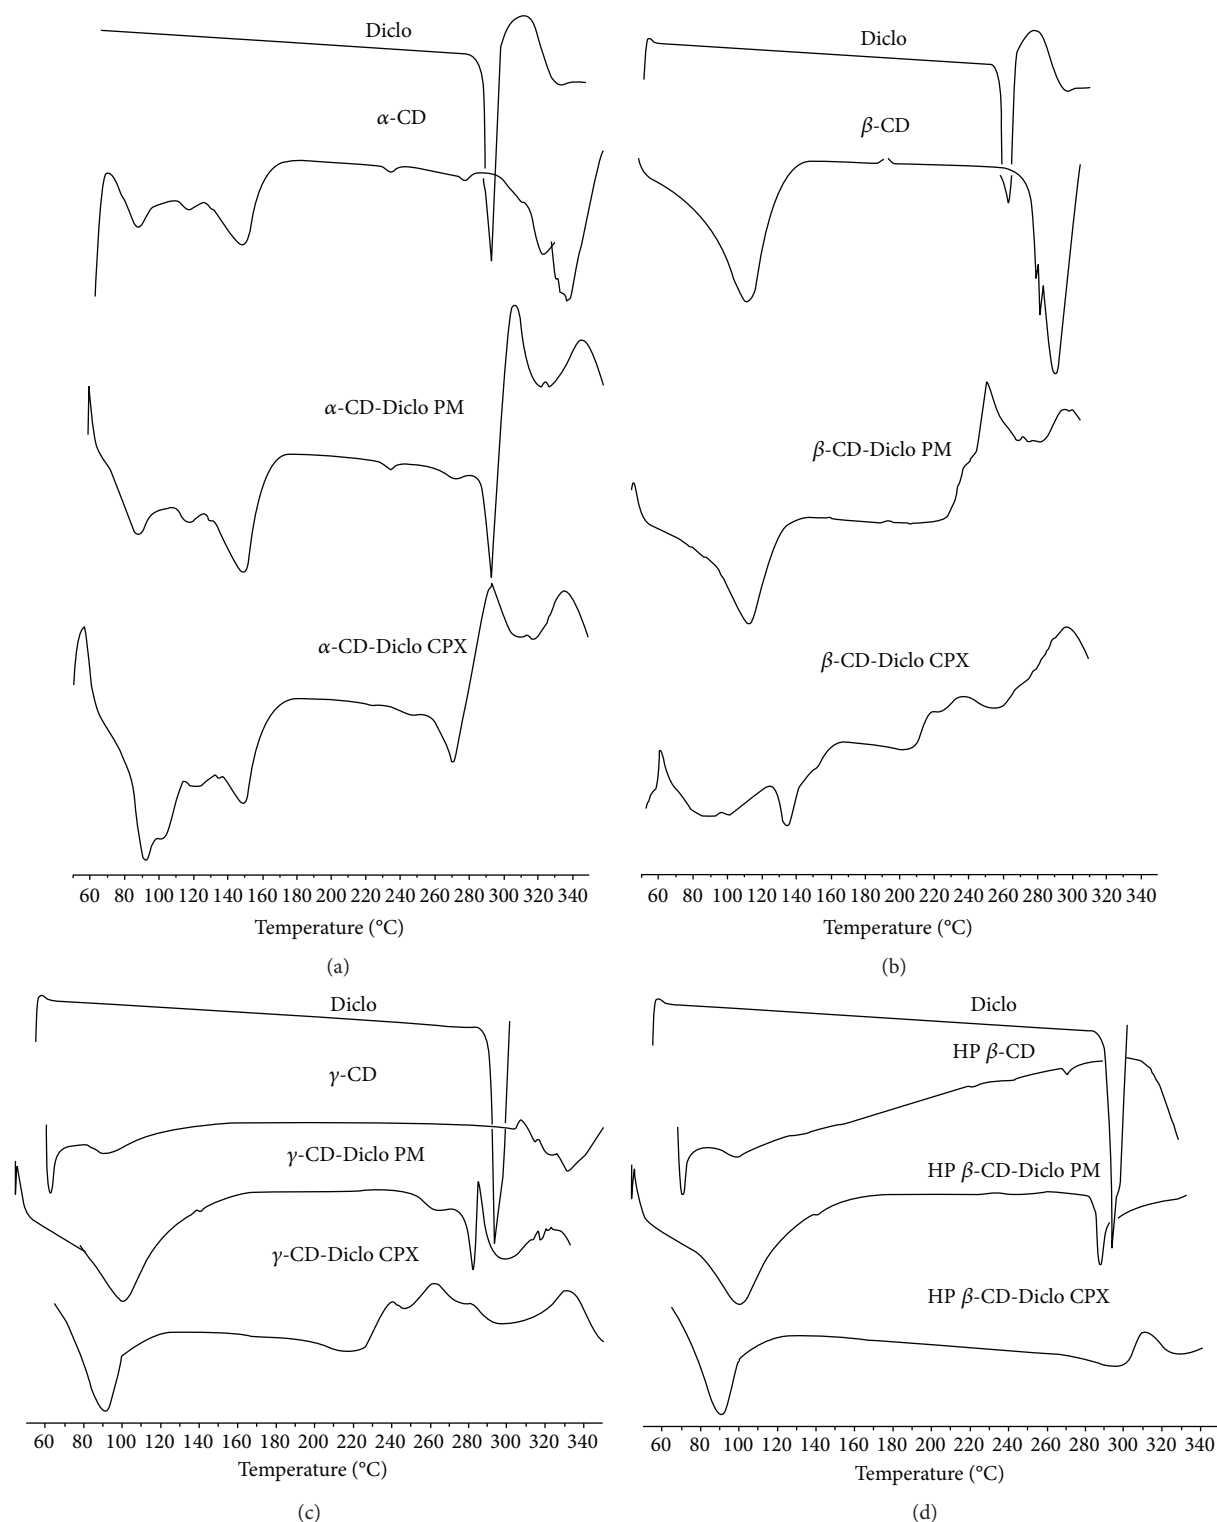 Diclo
α-CD
α-CD-Diclo PM
α-CD-Diclo CPX
60 80 100 120 140 160 180 200 220 240 260 280 300 320 340
Temperature (°C)
(a)
Diclo
β-CD
β-CD-Diclo PM
β-CD-Diclo CPX
60 80 100 120 140 160 180 200 220 240 260 280 300 320 340
Temperature (°C)
(b)
Diclo
γ-CD
γ-CD-Diclo PM
γ-CD-Diclo CPX
60 80 100 120 140 160 180 200 220 240 260 280 300 320 340
Temperature (°C)
(c)
Diclo
HP β-CD
HP β-CD-Diclo PM
HP β-CD-Diclo CPX
60 80 100 120 140 160 180 200 220 240 260 280 300 320 340
Temperature (°C)
(d)